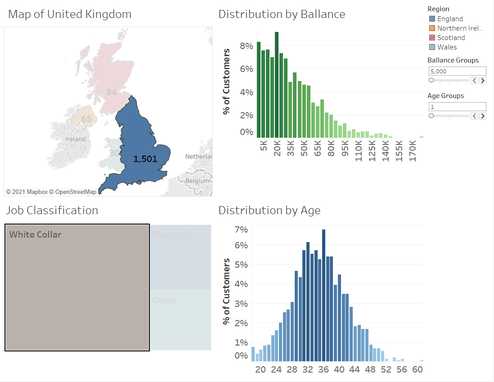 Map of United Kingdom
84
65
Ireland
1,501
Netherla
Belgium
© 2021 Mapbox © OpenStreetMap
Distribution by Ballance
% of Customers
8%
6%
4%
2%
0%
5K 20K 35K 50K 65K 80K 95K 110K 125K 140K 155K 170K
Region
England
Northern Irel..
Scotland
Wales
Ballance Groups
5,000
Age Groups
1
Job Classification
White Collar
Other
Distribution by Age
% of Customers
7%
6%
5%
4%
3%
2%
1%
0%
20 24 28 32 36 40 44 48 52 56 60